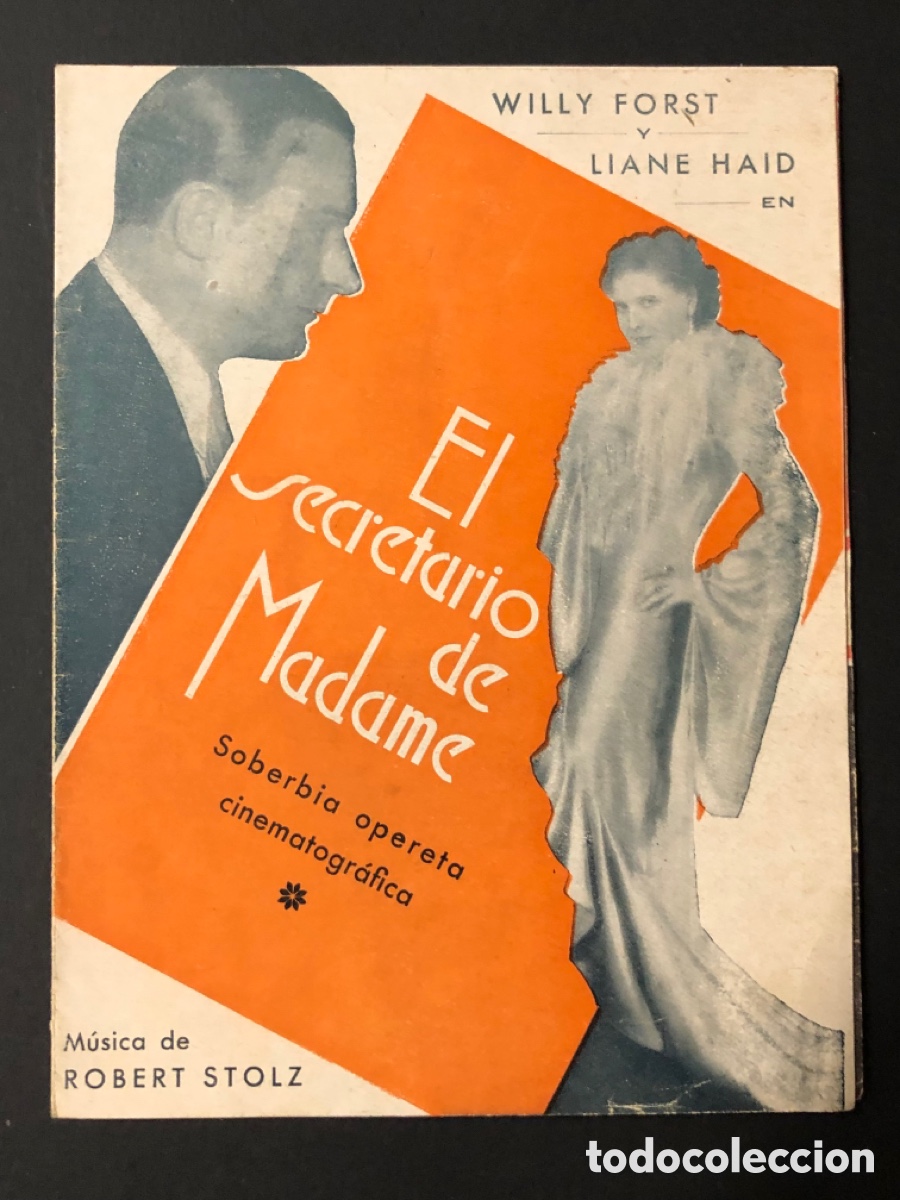 WILLY FORST
Y
LIANE HAID
EN
El
secretario
de
Madame
Soberbia opereta
cinematográfica
Música de
ROBERT STOLZ
todocoleccion